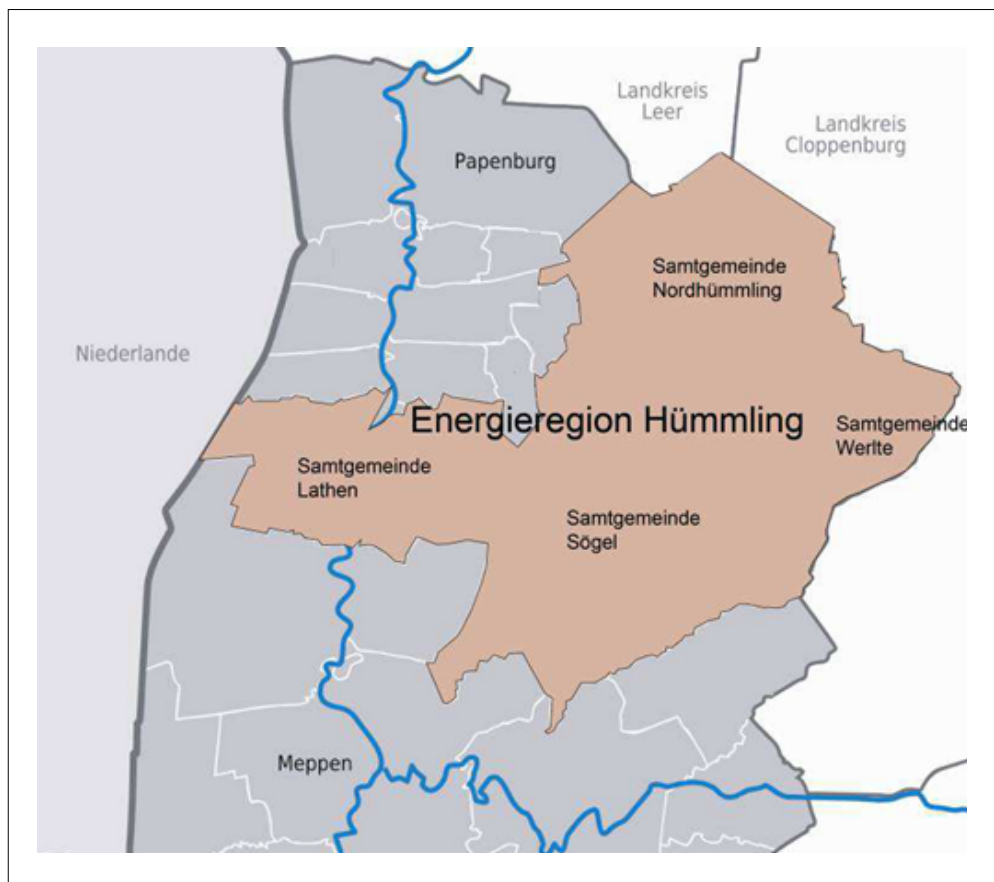 Landkreis
Leer
Landkreis
Cloppenburg
Papenburg
Samtgemeinde
Nordhümmling
Niederlande
Energieregion Hümmling
Samtgemeinde
Werlte
Samtgemeinde
Lathen
Samtgemeinde
Sögel
Meppen